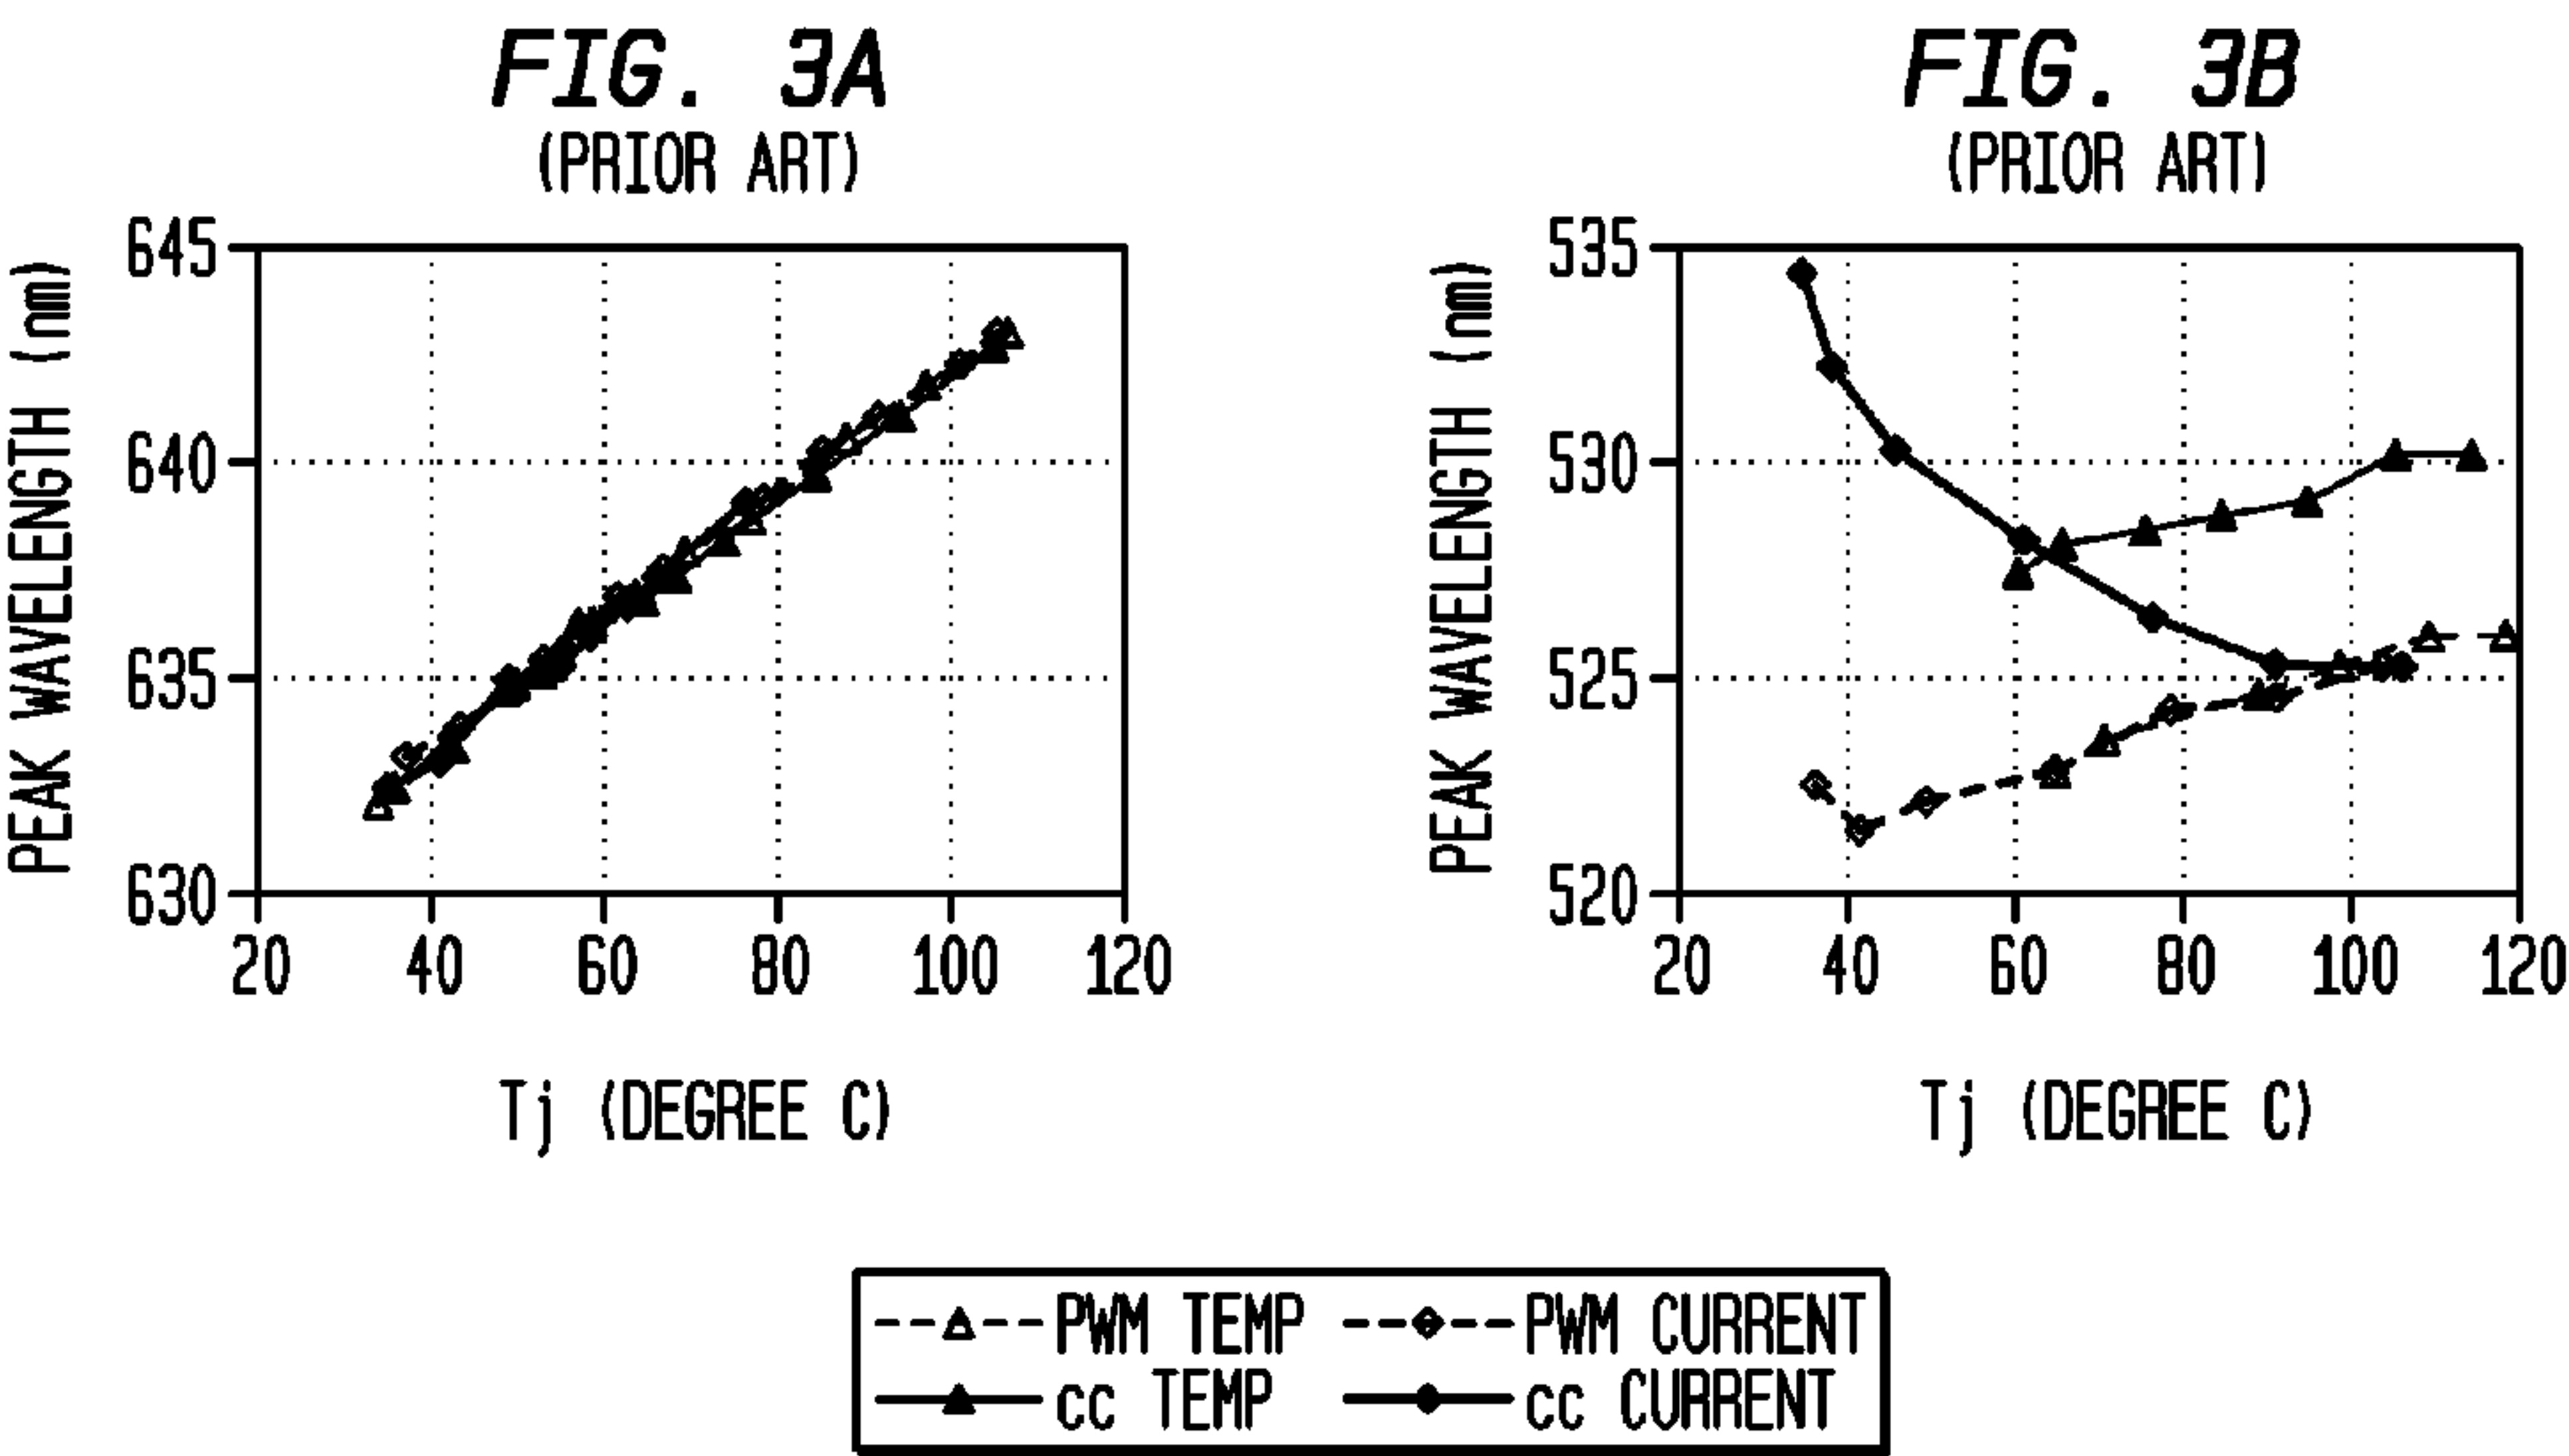 FIG. 3A
(PRIOR ART)
PEAK WAVELENGTH (nm)
645
640
635
630
20 40 60 80 100 120
Tj (DEGREE C)
FIG. 3B
(PRIOR ART)
PEAK WAVELENGTH (nm)
535
530
525
520
20 40 60 80 100 120
Tj (DEGREE C)
PWM TEMP PWM CURRENT
cc TEMP cc CURRENT